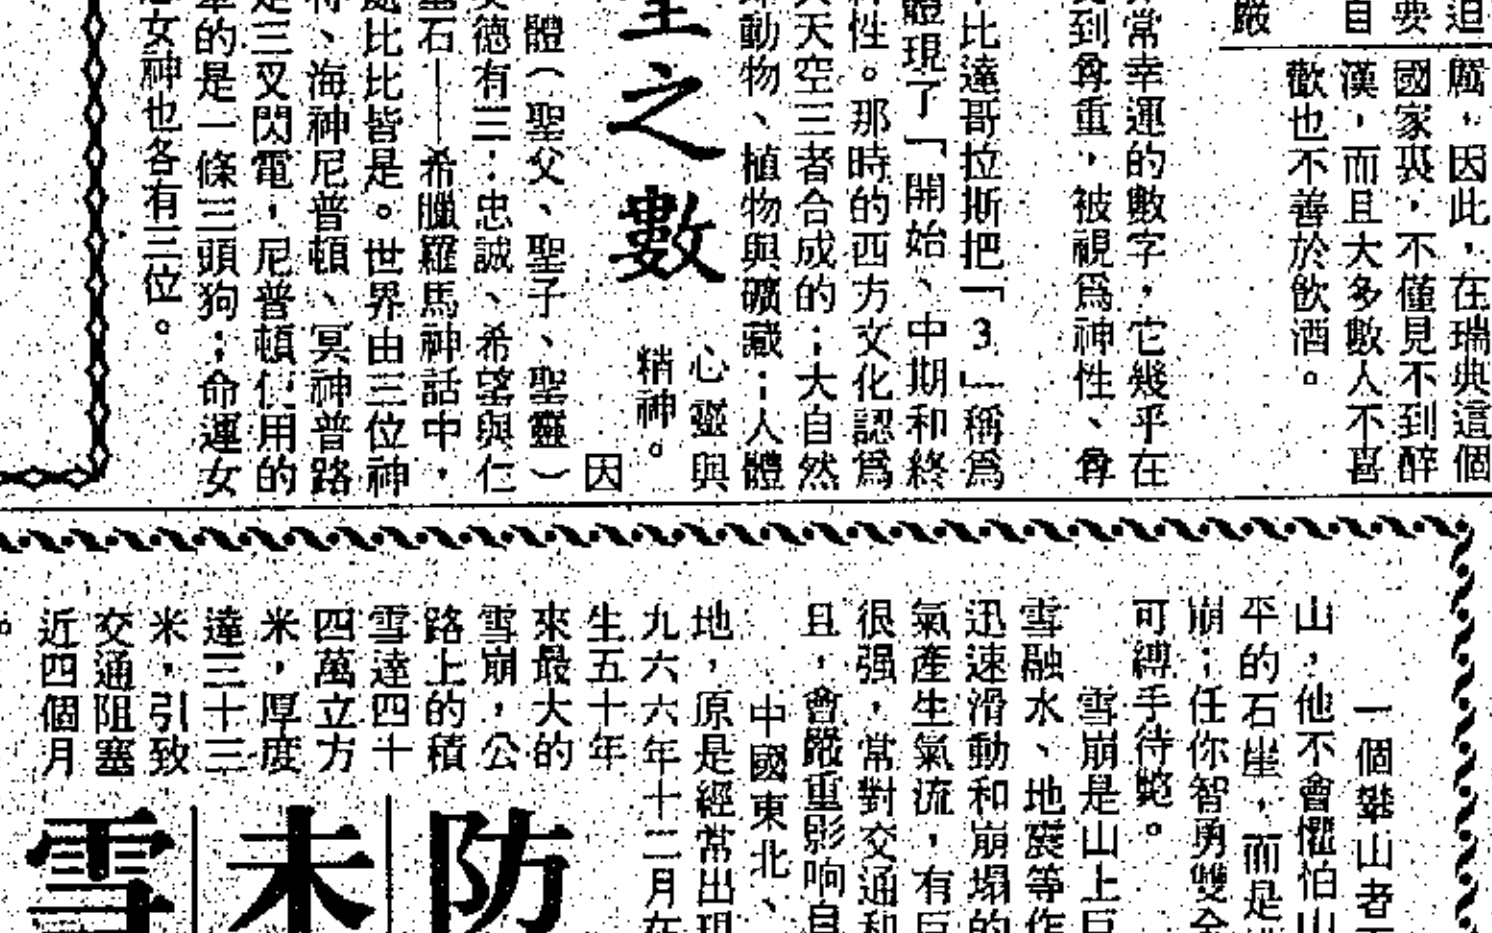 迫
要
自
嚴
厲，因此，在瑞典這個
國家裏，不僅見不到醉
漢，而且大多數人不喜
歡也不善於飲酒。
常幸運的數字，它幾乎在
到尊重，被視爲神性、尊
比達哥拉斯把「3」稱爲
體現了「開始、中期和終
性。那時的西方文化認爲
天空三者合成的；大自然
動物、植物與礦藏；人體
之數
心靈與
精神。
因
體（聖父、聖子、聖靈）
德有三：忠誠、希望與仁
石——希臘羅馬神話中，
比比皆是。世界由三位神
、海神尼普頓、冥神普路
是三叉閃電，尼普頓使用的
的是一條三頭狗；命運女
女神也各有三位。
一個攀山者
山，他不會懼怕山
平的石崖，而是
崩；任你智勇雙全
可縛手待斃。
雪崩是山上巨
雪融水、地震等作
迅速滑動和崩塌的
氣產生氣流，有巨
很强，常對交通和
且，會嚴重影响自
中國東北、
地，原是經常出現
九六六年十二月在
生五十年
來最大的
雪崩，公
路上的積
雪達四十
四萬立方
米，厚度
達三十三
米，引致
交通阻塞
近四個月
。
防
未
雪